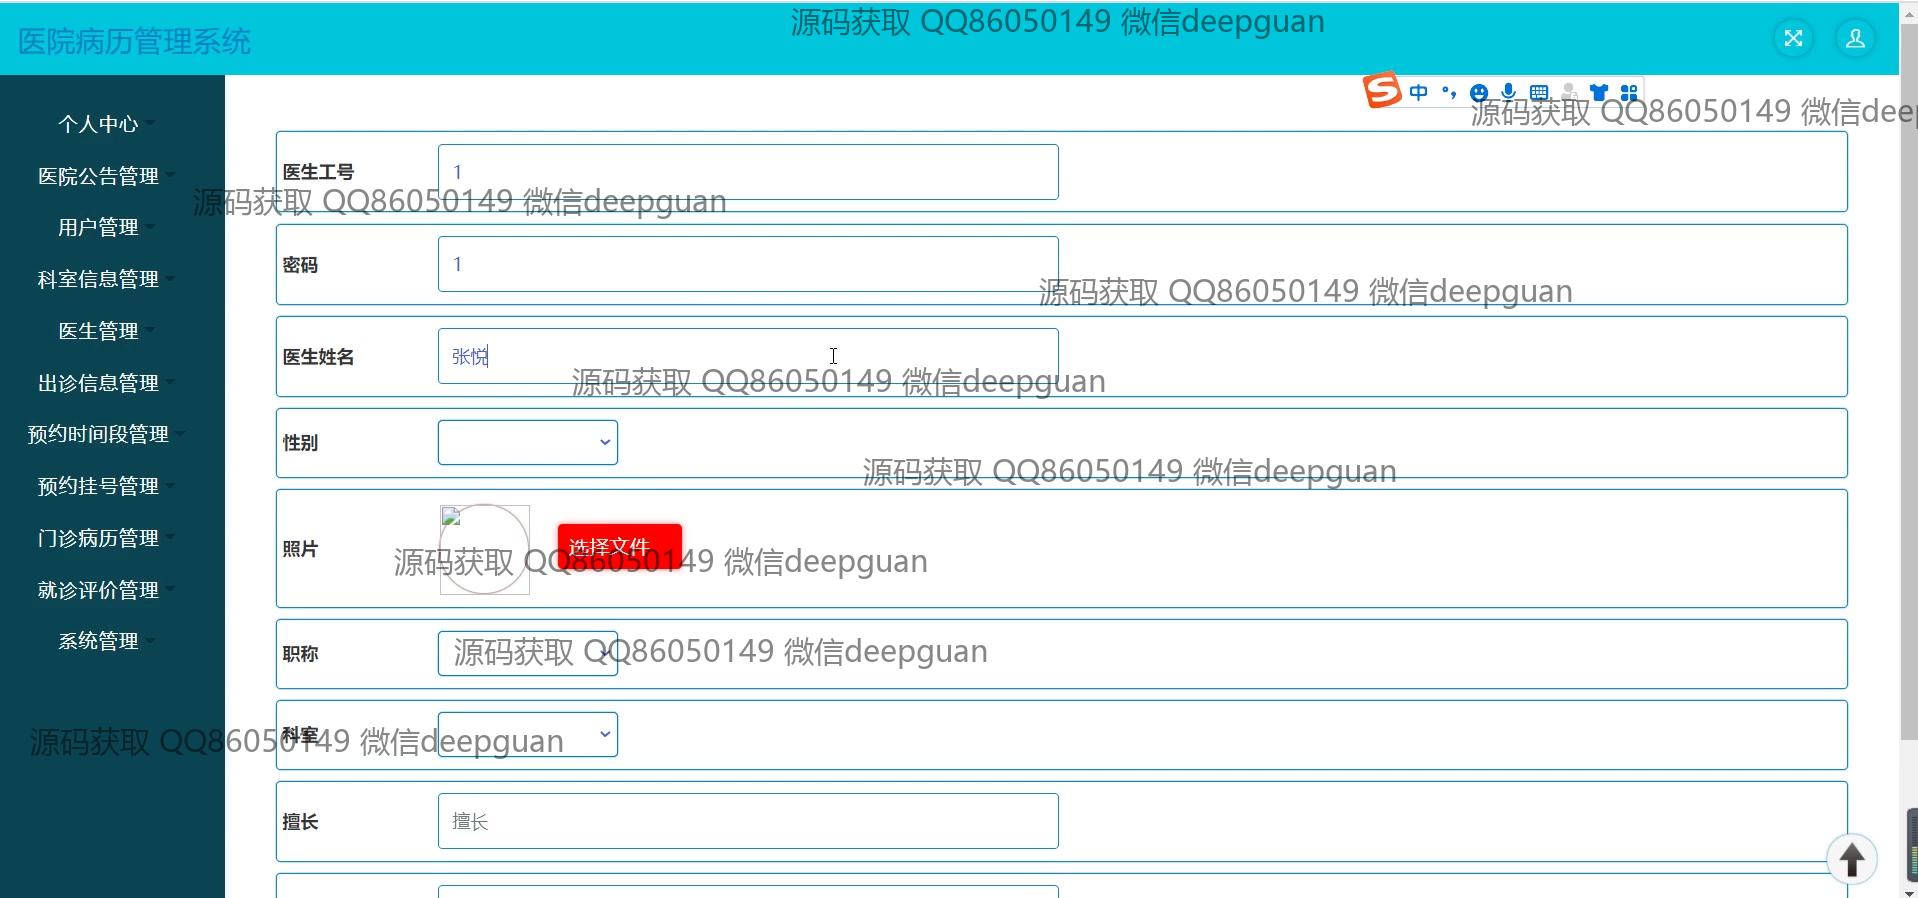 医院病历管理系统
源码获取 QQ86050149 微信deepguan
中
源码获取 QQ86050149 微信deep
个人中心
医院公告管理
用户管理
科室信息管理
医生管理
出诊信息管理
预约时间段管理
预约挂号管理
门诊病历管理
就诊评价管理
系统管理
医生工号
1
源码获取 QQ86050149 微信deepguan
密码
1
源码获取 QQ86050149 微信deepguan
医生姓名
张悦
源码获取 QQ86050149 微信deepguan
性别
源码获取 QQ86050149 微信deepguan
照片
选择文件
源码获取 QQ86050149 微信deepguan
职称
源码获取 QQ86050149 微信deepguan
科室
源码获取 QQ86050149 微信deepguan
擅长
擅长